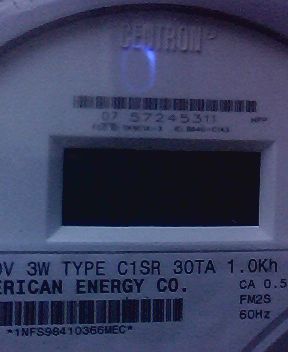 CENTRON
07 57245311
0V 3W TYPE C1SR 30TA 1.0Kh
ERICAN ENERGY CO. CA 0.5
FM2S
*1NFS98410366MEC* 60Hz